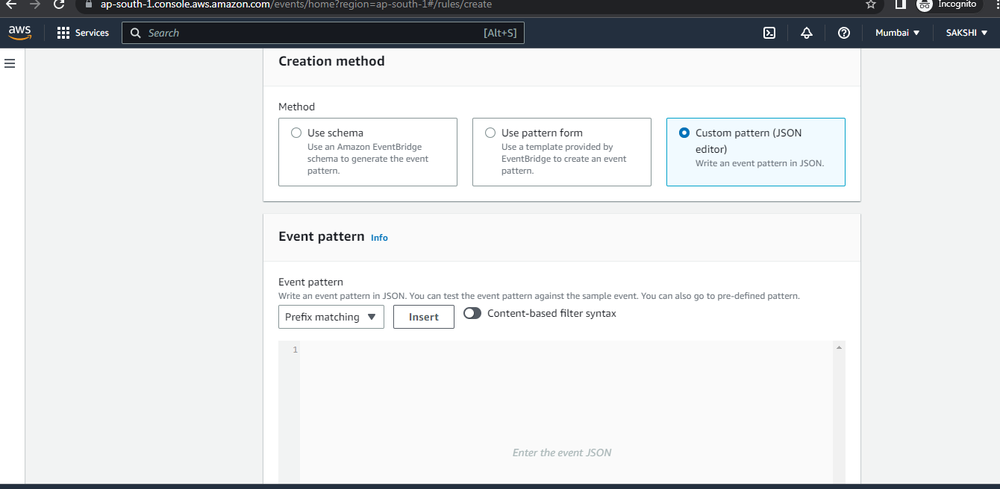 ap-south-1.console.aws.amazon.com/events/home?region=ap-south-1#/rules/create
Incognito
aws
Services
Search
[Alt+S]
Mumbai
SAKSHI
Creation method
Method
Use schema
Use an Amazon EventBridge
schema to generate the event
pattern.
Use pattern form
Use a template provided by
EventBridge to create an event
pattern.
Custom pattern (JSON
editor)
Write an event pattern in JSON.
Event pattern Info
Event pattern
Write an event pattern in JSON. You can test the event pattern against the sample event. You can also go to pre-defined pattern.
Prefix matching
Insert
Content-based filter syntax
1
Enter the event JSON